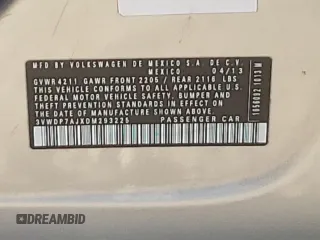 MFD BY VOLKSWAGEN DE MEXICO S.A. DE C.V.
MEXICO 04/13
GVWR 4211 GAWR FRONT 2205 / REAR 2116 LBS
THIS VEHICLE CONFORMS TO ALL APPLICABLE U.S.
FEDERAL MOTOR VEHICLE SAFETY, BUMPER, AND
THEFT PREVENTION STANDARDS IN EFFECT ON THE
DATE OF MANUFACTURE SHOWN ABOVE.
3VWDP7AJXDM293225 PASSENGER CAR
1656092 1013 M
DREAMBID